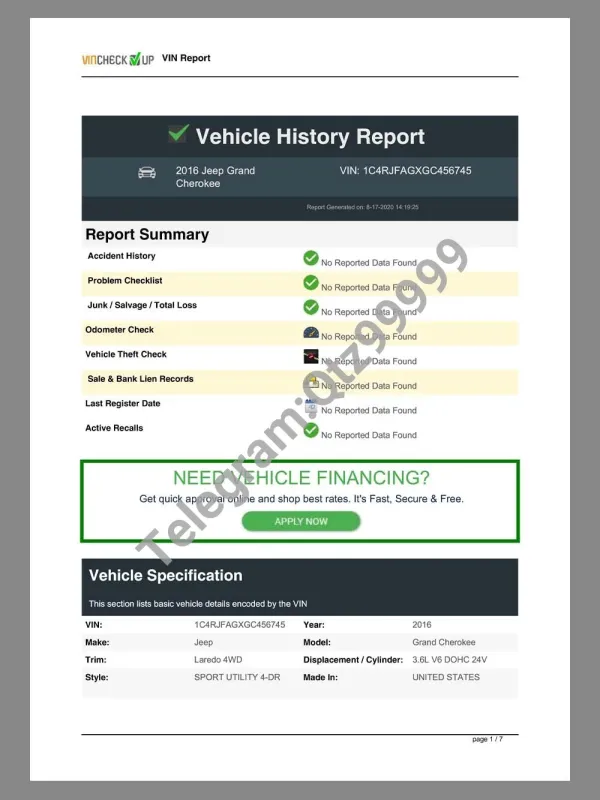 VINCHECK UP VIN Report
Vehicle History Report
2016 Jeep Grand
Cherokee
VIN: 1C4RJFAGXGC456745
Report Generated on: 8-17-2020 14:19:25
Report Summary
Accident History No Reported Data Found
Problem Checklist No Reported Data Found
Junk / Salvage / Total Loss No Reported Data Found
Odometer Check No Reported Data Found
Vehicle Theft Check No Reported Data Found
Sale & Bank Lien Records No Reported Data Found
Last Register Date No Reported Data Found
Active Recalls No Reported Data Found
NEED VEHICLE FINANCING?
Get quick approval online and shop best rates. It's Fast, Secure & Free.
APPLY NOW
Vehicle Specification
This section lists basic vehicle details encoded by the VIN
VIN: 1C4RJFAGXGC456745 Year: 2016
Make: Jeep Model: Grand Cherokee
Trim: Laredo 4WD Displacement / Cylinder: 3.6L V6 DOHC 24V
Style: SPORT UTILITY 4-DR Made In: UNITED STATES
page 1 / 7
Telegram:Qtz99999